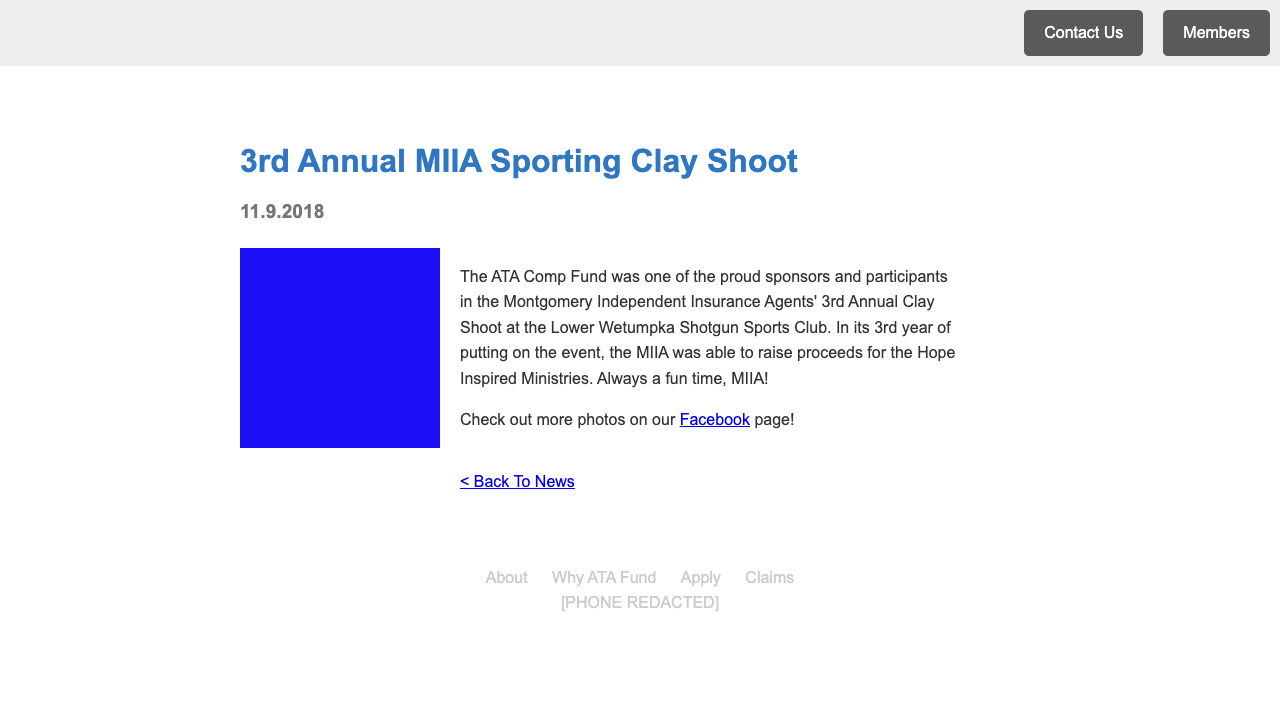 Contact Us Members
3rd Annual MIIA Sporting Clay Shoot
11.9.2018
The ATA Comp Fund was one of the proud sponsors and participants
in the Montgomery Independent Insurance Agents' 3rd Annual Clay
Shoot at the Lower Wetumpka Shotgun Sports Club. In its 3rd year of
putting on the event, the MIIA was able to raise proceeds for the Hope
Inspired Ministries. Always a fun time, MIIA!
Check out more photos on our Facebook page!
< Back To News
About Why ATA Fund Apply Claims
[PHONE REDACTED]